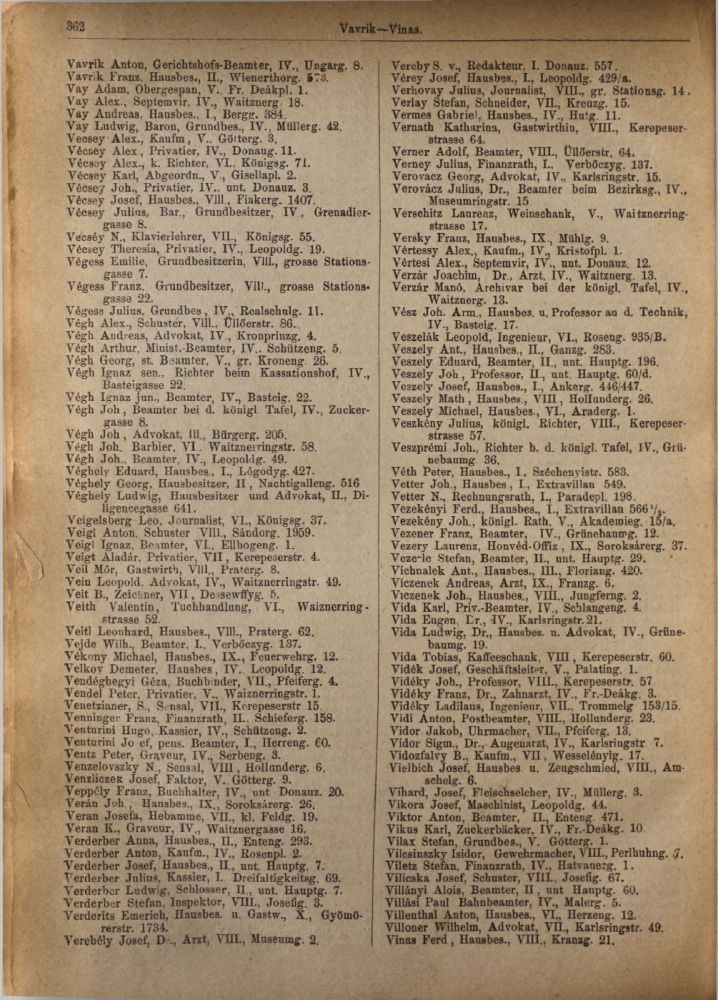 362
Vavrik—Vinas.
Vavrik Anton, Gerichtshofs-Beamter, IV., Ungarg. 8.
Vavrik Franz, Hausbes., II., Wienerthorg. 573.
Vay Adam, Obergespan, V., Fr. Deákpl. 1.
Vay Alex., Septemvir, IV., Waitznerg. 18.
Vay Andreas, Hausbes., I., Bergg. 384.
Vay Ludwig, Baron, Grundbes., IV., Müllerg. 42.
Vecsey Alex., Kaufm., V., Götterg. 3.
Vécsey Alex., Privatier, IV., Donaug. 11.
Vécsey Alex., k. Richter, VI., Königsg. 71.
Vécsey Karl, Abgeordn., V., Gisellapl. 2.
Vécsey Joh., Privatier, IV., unt. Donauz. 3.
Vécsey Josef, Hausbes., VIII., Fiakerg. 1407.
Vécsey Julius, Bar., Grundbesitzer, IV., Grenadier-
gasse 8.
Vecséy N., Klavierlehrer, VII., Königsg. 55.
Vécsey Theresia, Privatier, IV., Leopoldg. 19.
Végess Emilie, Grundbesitzerin, VIII., grosse Stations-
gasse 7.
Végess Franz, Grundbesitzer, VIII., grosse Stations-
gasse 22.
Végess Julius, Grundbes., IV., Realschulg. 11.
Végh Alex., Schuster, VIII., Üllőerstr. 86.
Végh Andreas, Advokat, IV., Kronprinzg. 4.
Végh Arthur, Minist.-Beamter, IV., Schützeng. 5.
Végh Georg, st. Beamter, V., gr. Kroneng. 26.
Végh Ignaz sen., Richter beim Kassationshof, IV.,
Basteigasse 22.
Végh Ignaz jun., Beamter, IV., Basteig. 22.
Végh Joh., Beamter bei d. königl. Tafel, IV., Zucker-
gasse 8.
Végh Joh., Advokat, III., Bürgerg. 205.
Végh Joh., Barbier, VI., Waitznerringstr. 58.
Végh Joh., Beamter, IV., Leopoldg. 49.
Véghely Eduard, Hausbes., I., Lógodyg. 427.
Véghely Georg, Hausbesitzer, II., Nachtigalleng. 516
Véghely Ludwig, Hausbesitzer und Advokat, II., Di-
ligencegasse 641.
Veigelsberg Leo, Journalist, VI., Königsg. 37.
Veigl Anton, Schuster, VIII., Sándorg. 1959.
Veigl Ignaz, Beamter, VI., Ellbogeng. 1.
Veigt Aladár, Privatier, VII., Kerepeserstr. 4.
Veil Mór, Gastwirth, VIII., Praterg. 8.
Vein Leopold, Advokat, IV., Waitznerringstr. 49.
Veit B., Zeichner, VII., Dessewffyg. 5.
Veith Valentin, Tuchhandlung, VI., Waiznerring-
strasse 52.
Veitl Leonhard, Hausbes., VIII., Praterg. 62.
Vejde Wilh., Beamter, I., Verbőczyg. 137.
Vékony Michael, Hausbes., IX., Feuerwehrg. 12.
Velkov Demeter, Hausbes., IV., Leopoldg. 12.
Vendéghegyi Géza, Buchbinder, VII., Pfeiferg. 4.
Vendel Peter, Privatier, V., Waiznerringstr. 1.
Venetzianer, S., Sensal, VII., Kerepeserstr 15.
Venninger Franz, Finanzrath, II., Schieferg. 158.
Venturini Hugo, Kassier, IV., Schützeng. 2.
Venturini Josef, pens. Beamter, I., Herreng. 60.
Ventz Peter, Graveur, IV., Serbeng. 3.
Venzelovszky N., Sensal, VIII., Hollunderg. 6.
Venzliczek Josef, Faktor, V., Götterg. 9.
Veppély Franz, Buchhalter, IV., unt. Donauz. 20.
Verán Joh., Hausbes., IX., Soroksárerg. 26.
Veran Josefa, Hebamme, VII., kl. Feldg. 19.
Veran K., Graveur, IV., Waitznergasse 16.
Verderber Anna, Hausbes., II., Enteng. 293.
Verderber Anton, Kaufm., IV., Rosenpl. 2.
Verderber Josef, Hausbes., II., unt. Hauptg. 7.
Verderber Julius, Kassier, I., Dreifaltigkeitsg. 69.
Verderber Ludwig, Schlosser, II., unt. Hauptg. 7.
Verderber Stefan, Inspektor, VIII., Josefig. 3.
Verderits Emerich, Hausbes. u. Gastw., X., Gyömö-
rerstr. 1734.
Verebély Josef, Dr., Arzt, VIII., Museumg. 2.
Vereby S. v., Redakteur, I. Donauz. 557.
Vérey Josef, Hausbes., I., Leopoldg. 429/a.
Verhovay Julius, Journalist, VIII., gr. Stationsg. 14.
Verlay Stefan, Schneider, VII., Kreuzg. 15.
Vermes Gabriel, Hausbes., IV., Hutg. 11.
Vernath Katharina, Gastwirthin, VIII., Kerepeser-
strasse 64.
Verner Adolf, Beamter, VIII., Üllőerstr. 64.
Verney Julius, Finanzrath, I., Verbőczyg. 137.
Verovacz Georg, Advokat, IV., Karlsringstr. 15.
Verovácz Julius, Dr., Beamter beim Bezirksg., IV.,
Museumringstr. 15
Verschitz Laurenz, Weinschank, V., Waitznerring-
strasse 17.
Versky Franz, Hausbes., IX., Mühlg. 9.
Vértessy Alex., Kaufm., IV., Kristofpl. 1.
Vértesi Alex., Septemvir, IV., unt. Donauz. 12.
Verzár Joachim, Dr., Arzt, IV., Waitznerg. 13.
Verzár Manó, Archivar bei der königl. Tafel, IV.,
Waitznerg. 13.
Vész Joh. Arm., Hausbes. u. Professor an d. Technik,
IV., Basteig. 17.
Veszelák Leopold, Ingenieur, VI., Roseng. 935/B.
Veszely Ant., Hausbes., II., Ganzg. 283.
Veszely Eduard, Beamter, II., unt. Hauptg. 196.
Veszely Joh., Professor, II., unt. Hauptg. 60/d.
Veszely Josef, Hausbes., I., Ankerg. 446/447.
Veszely Math., Hausbes., VIII., Hollunderg. 26.
Veszely Michael, Hausbes., VI., Araderg. 1.
Veszkény Julius, königl. Richter, VIII., Kerepeser-
strasse 57.
Veszprémi Joh., Richter b. d. königl. Tafel, IV., Grü-
nebaumg. 36.
Véth Peter, Hausbes., I., Széchenyistr. 583.
Vetter Joh., Hausbes., I., Extravillan 549.
Vetter N., Rechnungsrath, I., Paradepl. 198.
Vezekényi Ferd., Hausbes., I., Extravillan 566 1/2.
Vezekény Joh., königl. Rath, V., Akademieg. 15/a.
Vezener Franz, Beamter, IV., Grünebaumg. 12.
Vezery Laurenz, Honvéd-Offiz., IX., Soroksárerg. 37.
Vezerle Stefan, Beamter, II., unt. Hauptg. 29.
Vichnalek Ant., Hausbes., III., Floriang. 420.
Viczenek Andreas, Arzt, IX., Franzg. 6.
Viczenek Joh., Hausbes., VIII., Jungferng. 2.
Vida Karl, Priv.-Beamter, IV., Schlangeng. 4.
Vida Eugen, Dr., IV., Karlsringstr. 21.
Vida Ludwig, Dr., Hausbes. u. Advokat, IV., Grüne-
baumg. 19.
Vida Tobias, Kaffeeschank, VIII., Kerepeserstr. 60.
Vidék Josef, Geschäftsleiter, V., Palating. 1.
Vidéky Joh., Professor, VIII., Kerepeserstr. 57
Vidéky Franz, Dr., Zahnarzt, IV., Fr.-Deákg. 3.
Vidéky Ladilaus, Ingenieur, VII., Trommelg 153/15.
Vidi Anton, Postbeamter, VIII., Hollunderg. 23.
Vidor Jakob, Uhrmacher, VII., Pfeiferg. 13.
Vidor Sigm., Dr., Augenarzt, IV., Karlsringstr 7.
Vidozfalvy B., Kaufm., VII., Wesselényig. 17.
Vielbich Josef, Hausbes. u. Zeugschmied, VIII., Am-
schelg. 6.
Vihard, Josef, Fleischselcher, IV., Müllerg. 3.
Vikora Josef, Maschinist, Leopoldg. 44.
Viktor Anton, Beamter, II., Enteng. 471.
Vikus Karl, Zuckerbäcker, IV., Fr.-Deákg. 10.
Vilax Stefan, Grundbes., V. Götterg. 1.
Vilcsinszky Isidor, Gewehrmacher, VIII., Perlhuhng. 7.
Viletz Stefan, Finanzrath, IV., Hatvanerg. 1.
Vilicska Josef, Schuster, VIII., Josefig. 67.
Villányi Alois, Beamter, II., unt Hauptg. 60.
Villási Paul Bahnbeamter, IV., Malerg. 5.
Villenthal Anton, Hausbes., VI., Herzeng. 12.
Villoner Wilhelm, Advokat, VII., Karlsringstr. 49.
Vinas Ferd., Hausbes., VIII., Kranzg. 21.